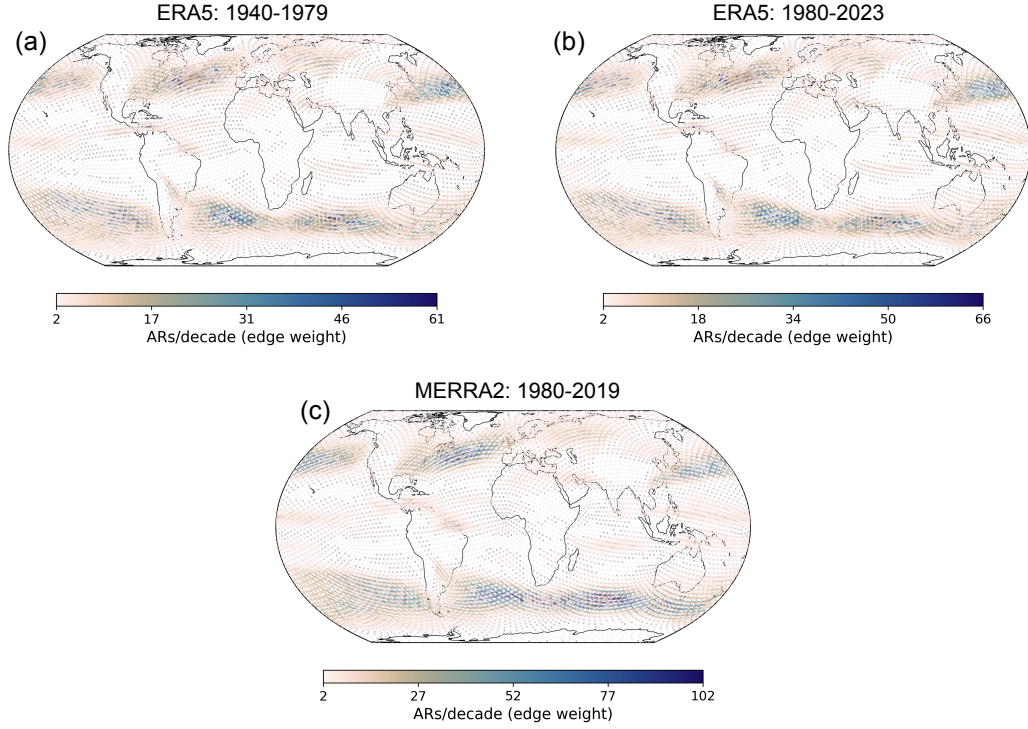 ERA5: 1940-1979
(a)
2 17 31 46 61
ARs/decade (edge weight)
ERA5: 1980-2023
(b)
2 18 34 50 66
ARs/decade (edge weight)
MERRA2: 1980-2019
(c)
2 27 52 77 102
ARs/decade (edge weight)